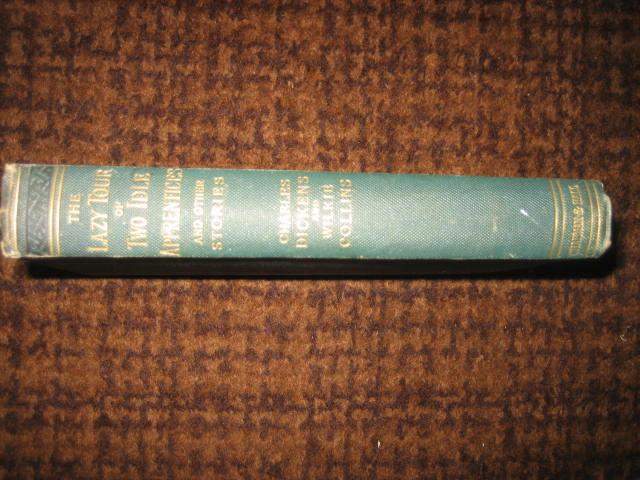 THE
LAZY TOUR
OF
TWO IDLE
APPRENTICES
AND OTHER
STORIES
CHARLES
DICKENS
AND
WILKIE
COLLINS